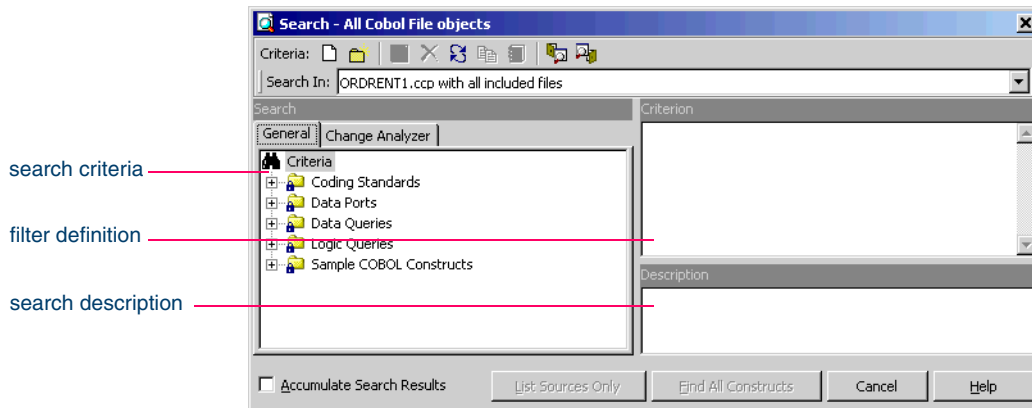 Search - All Cobol File objects
Criteria:
Search In: ORDRENT1.ccp with all included files
Search
Criterion
General
Change Analyzer
Criteria
Coding Standards
Data Ports
Data Queries
Logic Queries
Sample COBOL Constructs
Description
Accumulate Search Results
List Sources Only
Find All Constructs
Cancel
Help
search criteria
filter definition
search description